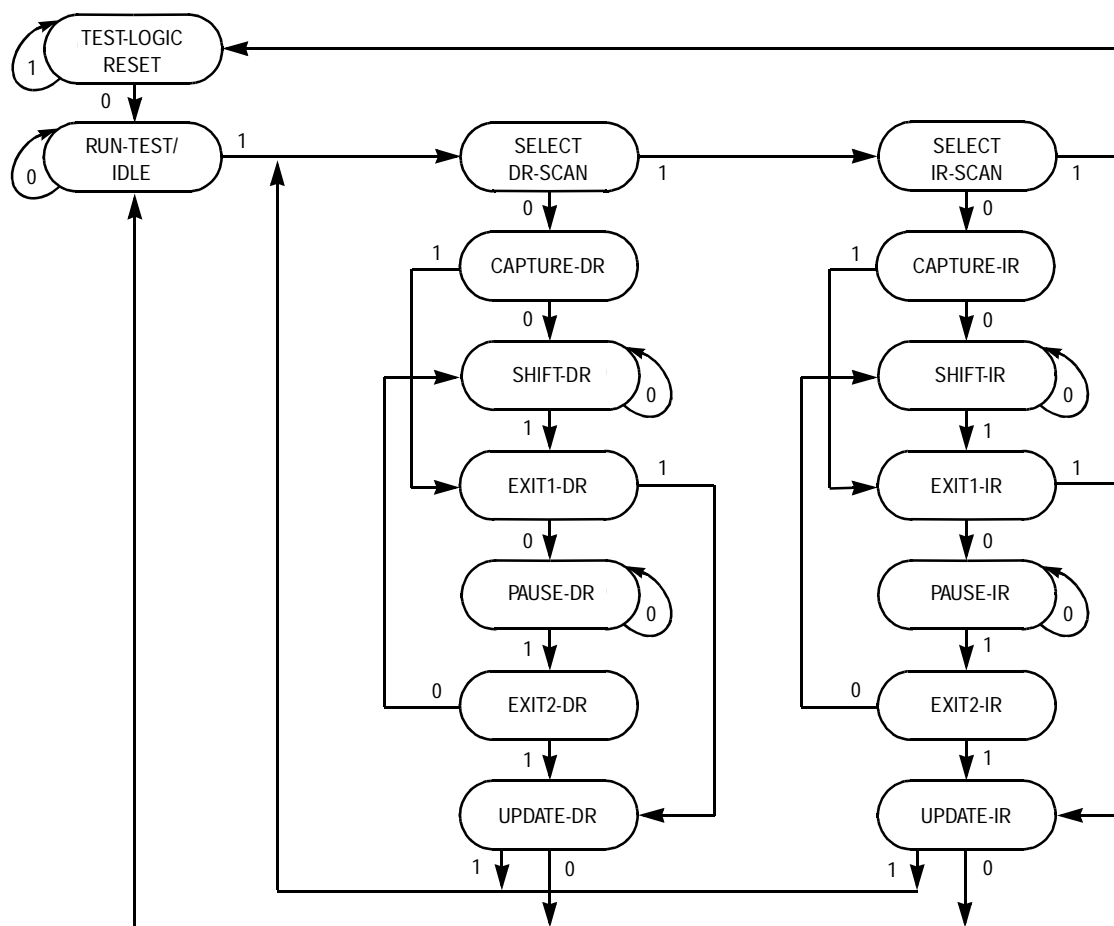 TEST-LOGIC
RESET
1
0
RUN-TEST/
IDLE
0
1
SELECT
DR-SCAN
1
SELECT
IR-SCAN
1
0
0
1
CAPTURE-DR
1
CAPTURE-IR
0
0
SHIFT-DR
0
SHIFT-IR
0
1
1
EXIT1-DR
1
EXIT1-IR
1
0
0
PAUSE-DR
0
PAUSE-IR
0
1
1
0
EXIT2-DR
0
EXIT2-IR
1
1
UPDATE-DR
UPDATE-IR
1
0
1
0